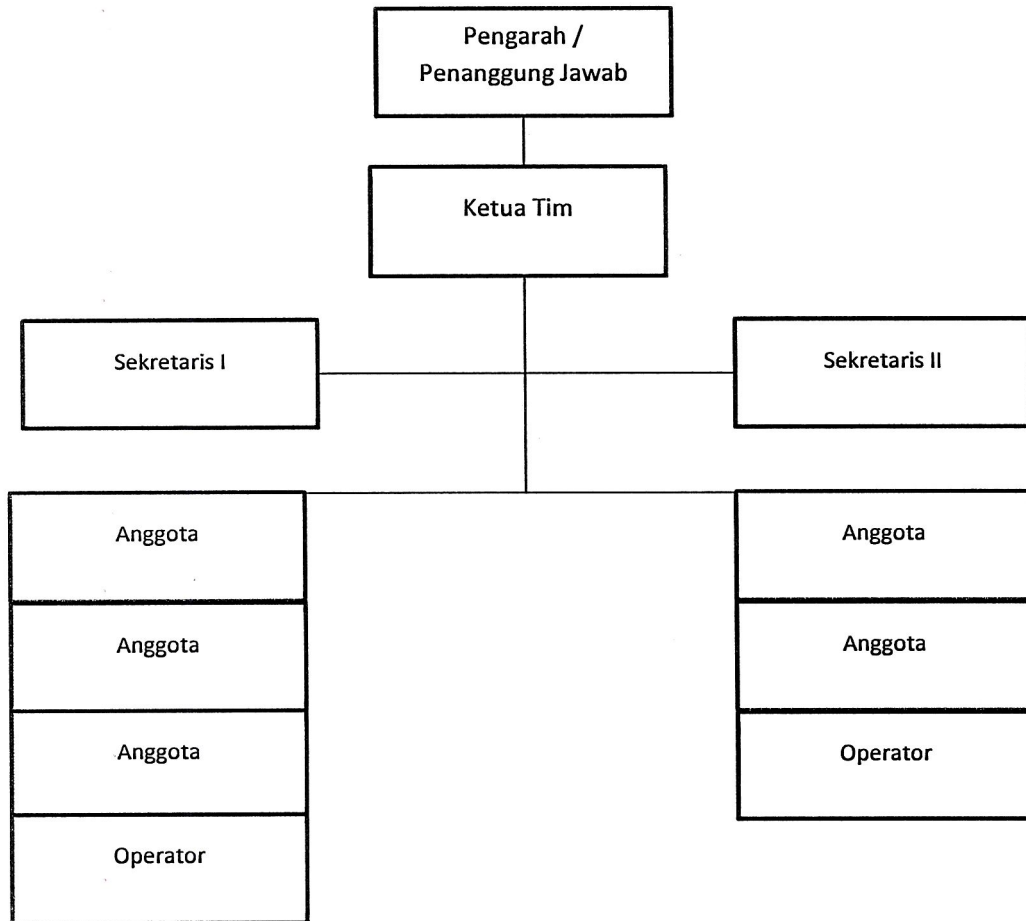 Pengarah /
Penanggung Jawab
Ketua Tim
Sekretaris I
Sekretaris II
Anggota
Anggota
Anggota
Operator
Anggota
Anggota
Operator